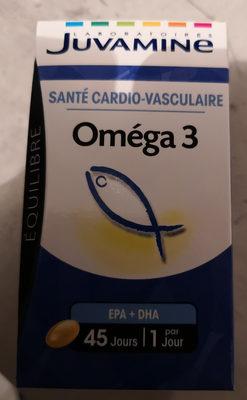 LABORATOIRES
JUVAMINE
SANTÉ CARDIO-VASCULAIRE
Oméga 3
ÉQUILIBRE
EPA + DHA
45 Jours | 1 par Jour